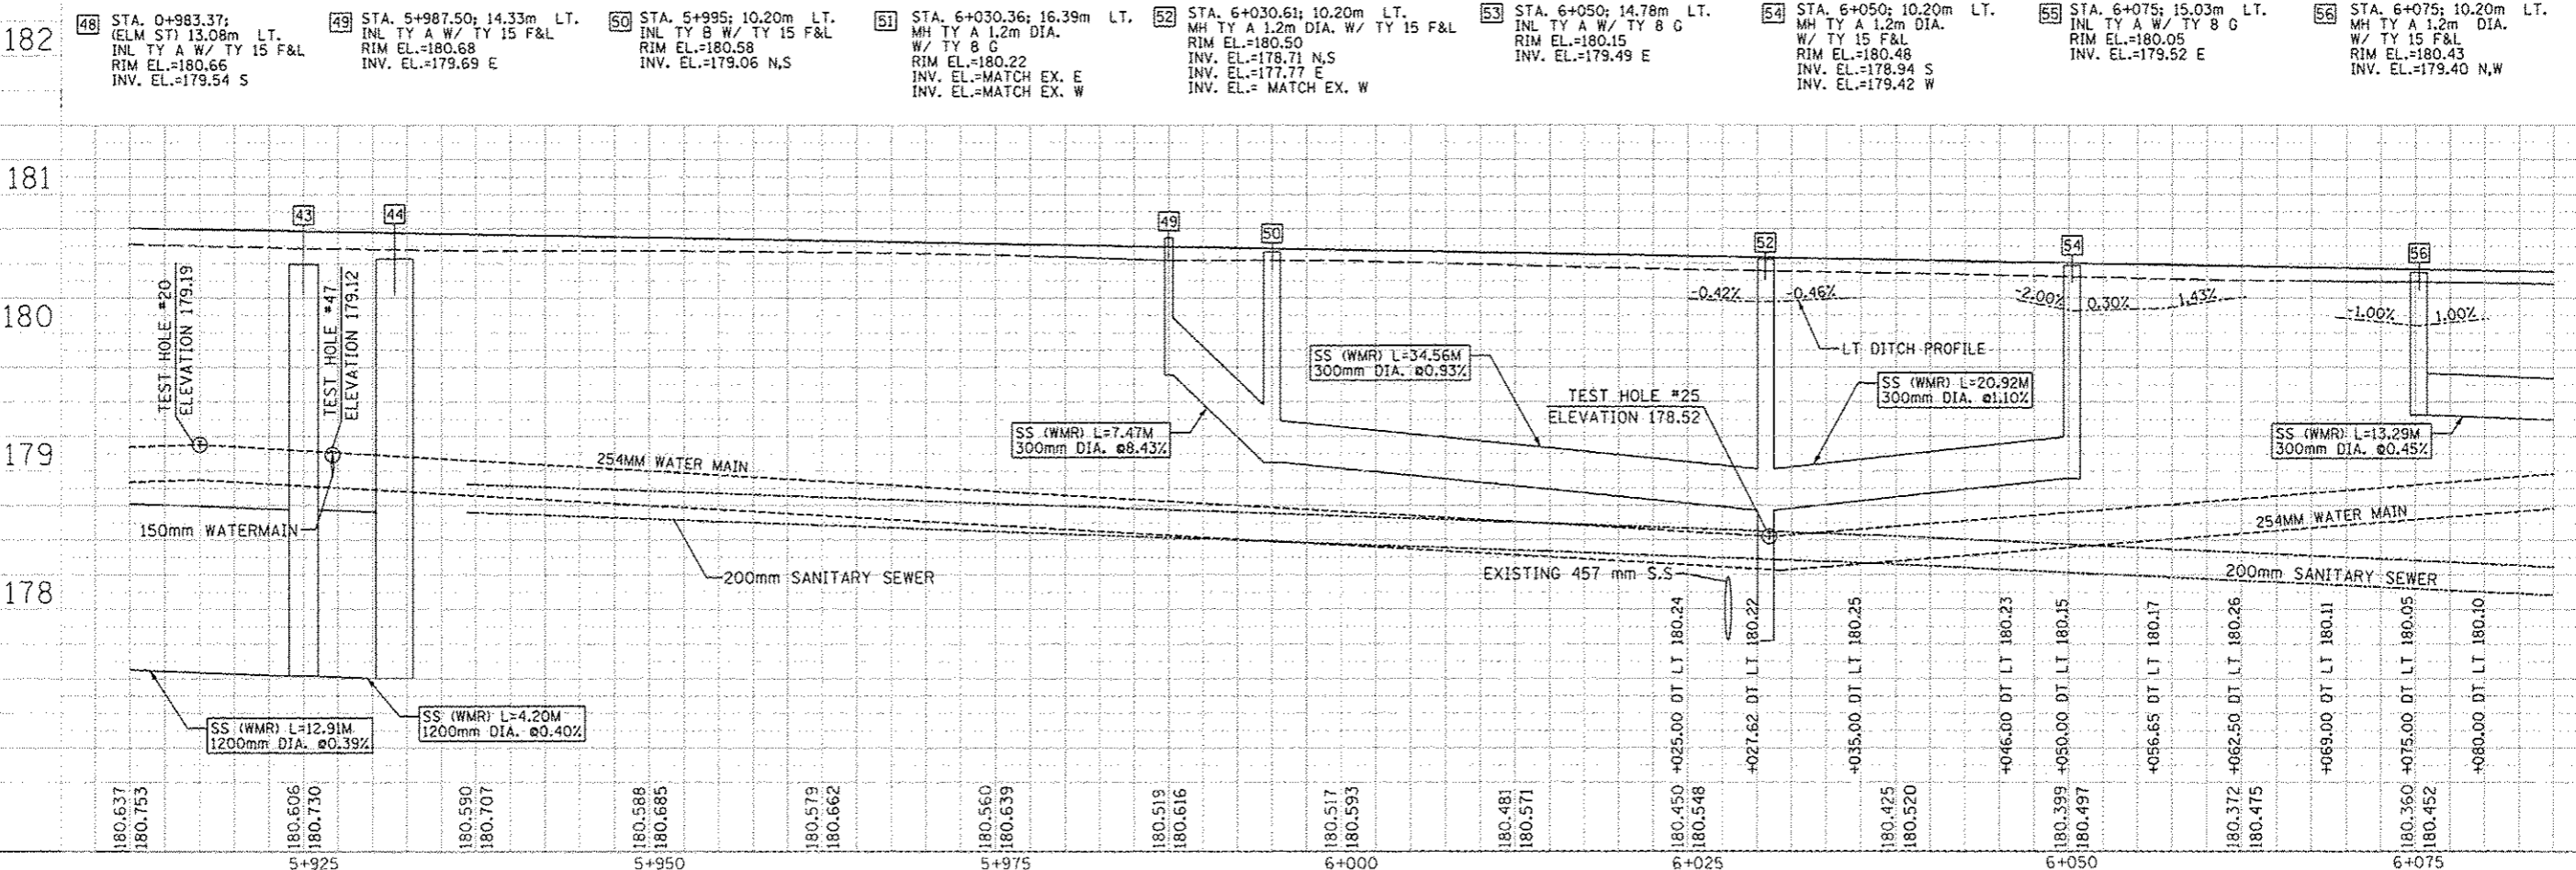 48
STA. 0+983.37;
(ELM ST) 13.08m LT.
INL TY A W/ TY 15 F&L
RIM EL.=180.66
INV. EL.=179.54 S
49
STA. 5+987.50; 14.33m LT.
INL TY A W/ TY 15 F&L
RIM EL.=180.68
INV. EL.=179.69 E
50
STA. 5+995; 10.20m LT.
INL TY B W/ TY 15 F&L
RIM EL.=180.58
INV. EL.=179.06 N,S
51
STA. 6+030.36; 16.39m LT.
MH TY A 1.2m DIA.
W/ TY 8 G
RIM EL.=180.22
INV. EL.=MATCH EX. E
INV. EL.=MATCH EX. W
52
STA. 6+030.61; 10.20m LT.
MH TY A 1.2m DIA. W/ TY 15 F&L
RIM EL.=180.50
INV. EL.=178.71 N,S
INV. EL.=177.77 E
INV. EL.= MATCH EX. W
53
STA. 6+050; 14.78m LT.
INL TY A W/ TY 8 G
RIM EL.=180.15
INV. EL.=179.49 E
54
STA. 6+050; 10.20m LT.
MH TY A 1.2m DIA.
W/ TY 15 F&L
RIM EL.=180.48
INV. EL.=178.94 S
INV. EL.=179.42 W
55
STA. 6+075; 15.03m LT.
INL TY A W/ TY 8 G
RIM EL.=180.05
INV. EL.=179.52 E
56
STA. 6+075; 10.20m LT.
MH TY A 1.2m DIA.
W/ TY 15 F&L
RIM EL.=180.43
INV. EL.=179.40 N,W
182
181
180
179
178
43
44
49
50
52
54
56
TEST HOLE #20
ELEVATION 179.19
TEST HOLE #47
ELEVATION 179.12
-0.42%
-0.46%
-2.00%
0.30%
1.43%
-1.00%
1.00%
LT DITCH PROFILE
SS (WMR) L=34.56M
300mm DIA. @0.93%
TEST HOLE #25
ELEVATION 178.52
SS (WMR) L=20.92M
300mm DIA. @1.10%
SS (WMR) L=7.47M
300mm DIA. @8.43%
SS (WMR) L=13.29M
300mm DIA. @0.45%
254MM WATER MAIN
150mm WATERMAIN
254MM WATER MAIN
200mm SANITARY SEWER
EXISTING 457 mm S.S
200mm SANITARY SEWER
SS (WMR) L=12.91M
1200mm DIA. @0.39%
SS (WMR) L=4.20M
1200mm DIA. @0.40%
+025.00 DT LT 180.24
+027.62 DT LT 180.22
+035.00 DT LT 180.25
+046.00 DT LT 180.23
+050.00 DT LT 180.15
+056.65 DT LT 180.17
+062.50 DT LT 180.26
+069.00 DT LT 180.11
+075.00 DT LT 180.05
+080.00 DT LT 180.10
180.637
180.753
180.606
180.730
180.590
180.707
180.588
180.685
180.579
180.662
180.560
180.639
180.519
180.616
180.517
180.593
180.481
180.571
180.450
180.548
180.425
180.520
180.399
180.497
180.372
180.475
180.360
180.452
5+925
5+950
5+975
6+000
6+025
6+050
6+075